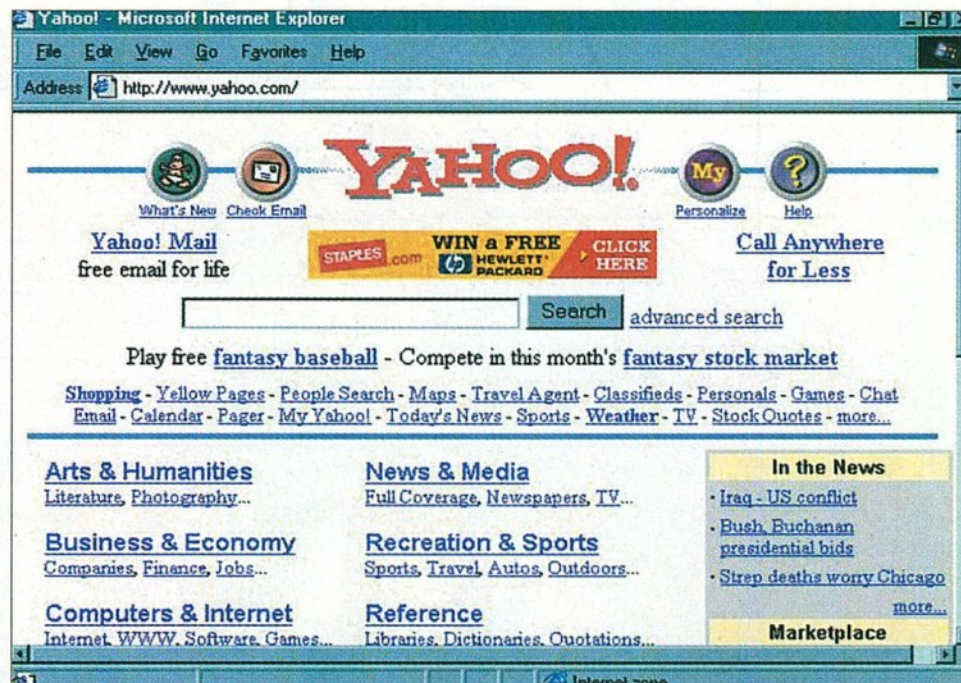 Yahoo! - Microsoft Internet Explorer
File Edit View Go Favorites Help
Address http://www.yahoo.com/
YAHOO!
My ?
What's New Check Email Personalize Help
Yahoo! Mail
free email for life
STAPLES.com WIN a FREE HEWLETT PACKARD CLICK HERE
hp
Call Anywhere
for Less
Search advanced search
Play free fantasy baseball - Compete in this month's fantasy stock market
Shopping - Yellow Pages - People Search - Maps - Travel Agent - Classifieds - Personals - Games - Chat
Email - Calendar - Pager - My Yahoo! - Today's News - Sports - Weather - TV - Stock Quotes - more...
Arts & Humanities
Literature, Photography...
Business & Economy
Companies, Finance, Jobs...
Computers & Internet
Internet, WWW, Software, Games...
News & Media
Full Coverage, Newspapers, TV...
Recreation & Sports
Sports, Travel, Autos, Outdoors...
Reference
Libraries, Dictionaries, Quotations...
In the News
· Iraq - US conflict
· Bush, Buchanan
presidential bids
· Strep deaths worry Chicago
more...
Marketplace
Internet zone